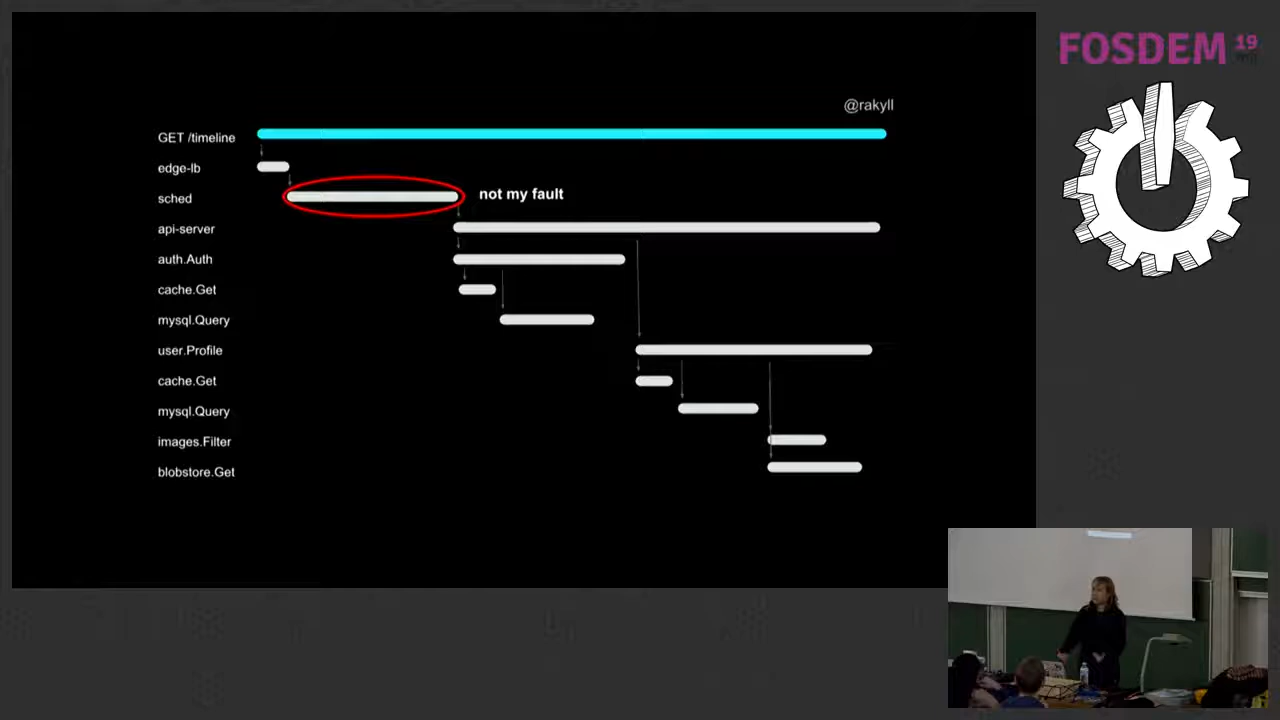 FOSDEM 19
@rakyll
GET /timeline
edge-lb
sched
not my fault
api-server
auth.Auth
cache.Get
mysql.Query
user.Profile
cache.Get
mysql.Query
images.Filter
blobstore.Get